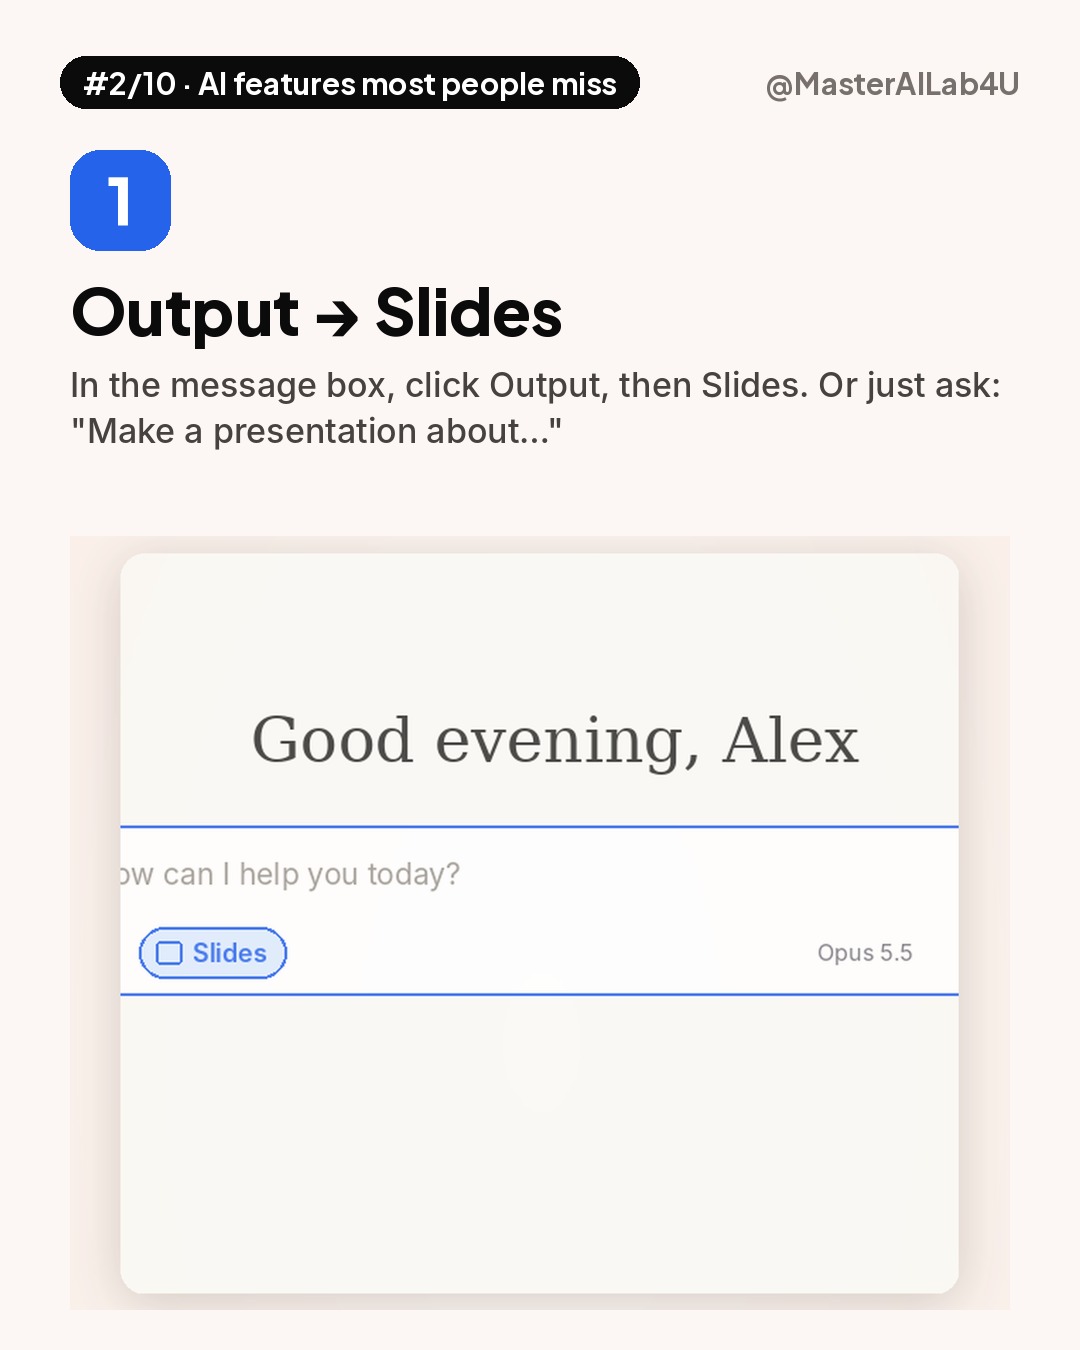 #2/10 · AI features most people miss
@MasterAILab4U
1
Output → Slides
In the message box, click Output, then Slides. Or just ask:
"Make a presentation about..."
Good evening, Alex
ow can I help you today?
Slides
Opus 5.5